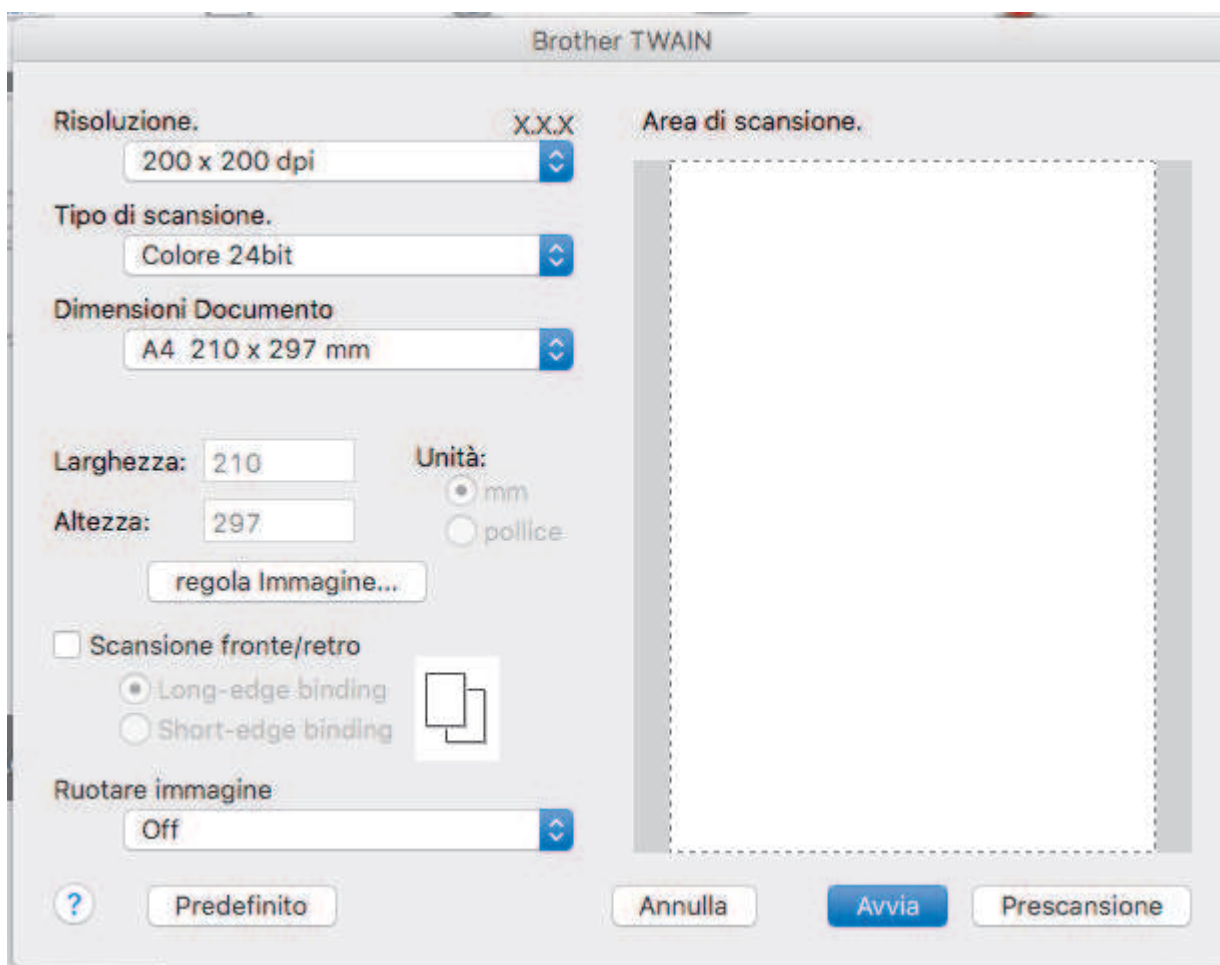 Brother TWAIN
Risoluzione. X.X.X
200 x 200 dpi
Tipo di scansione.
Colore 24bit
Dimensioni Documento
A4 210 x 297 mm
Larghezza: 210
Altezza: 297
Unità:
mm
pollice
regola Immagine...
Scansione fronte/retro
Long-edge binding
Short-edge binding
Ruotare immagine
Off
? Predefinito
Area di scansione.
Annulla Avvia Prescansione